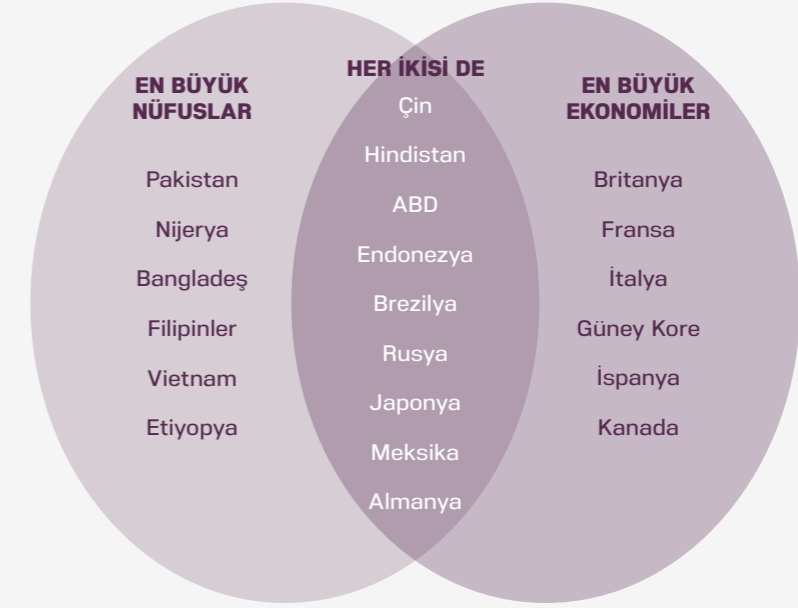 EN BÜYÜK
NÜFUSLAR
Pakistan
Nijerya
Bangladeş
Filipinler
Vietnam
Etiyopya
HER İKİSİ DE
Çin
Hindistan
ABD
Endonezya
Brezilya
Rusya
Japonya
Meksika
Almanya
EN BÜYÜK
EKONOMİLER
Britanya
Fransa
İtalya
Güney Kore
İspanya
Kanada